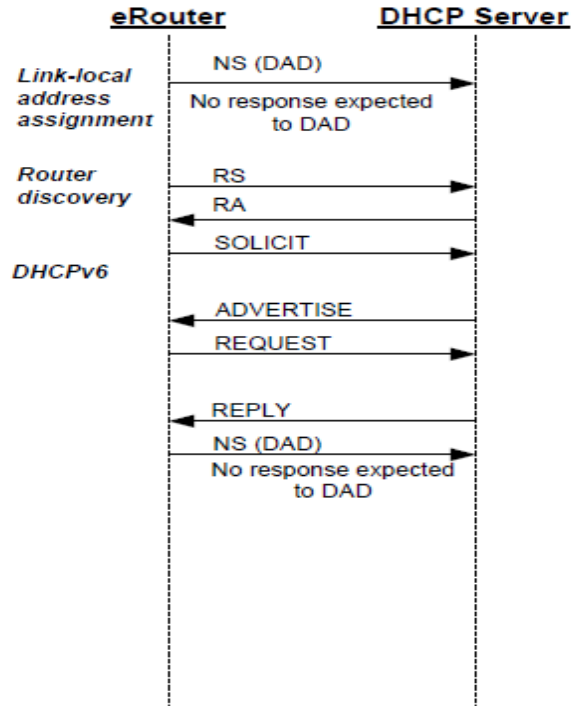 eRouter DHCP Server
NS (DAD)
Link-local
address
assignment
No response expected
to DAD
Router
discovery
RS
RA
SOLICIT
DHCPv6
ADVERTISE
REQUEST
REPLY
NS (DAD)
No response expected
to DAD